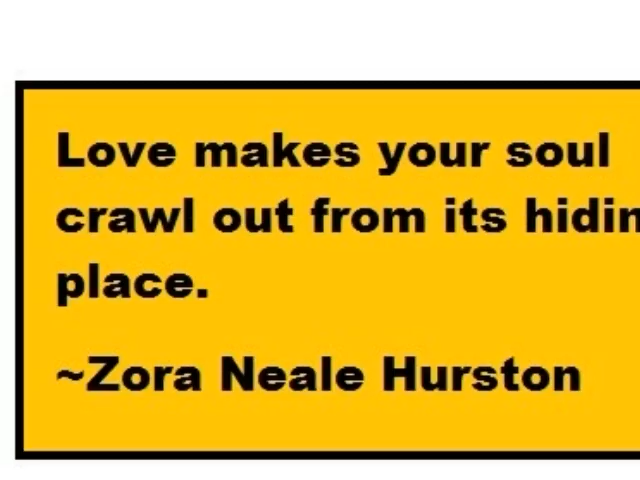 Love makes your soul
crawl out from its hidin
place.
~Zora Neale Hurston